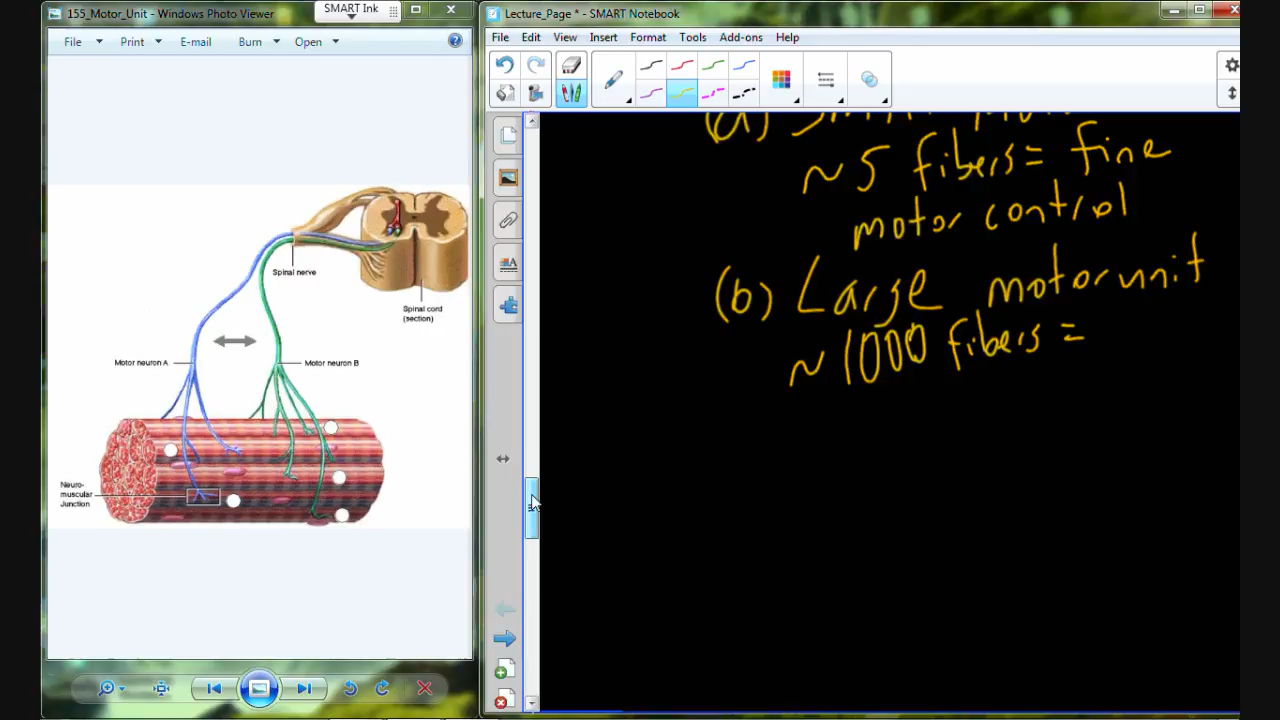 155_Motor_Unit - Windows Photo Viewer
SMART Ink
File Print E-mail Burn Open
Spinal nerve
Spinal cord
(section)
Motor neuron A
Motor neuron B
Neuro-
muscular
Junction
Lecture_Page * - SMART Notebook
File Edit View Insert Format Tools Add-ons Help
(a)
~5 fibers = fine
motor control
(b) Large motor unit
~1000 fibers =